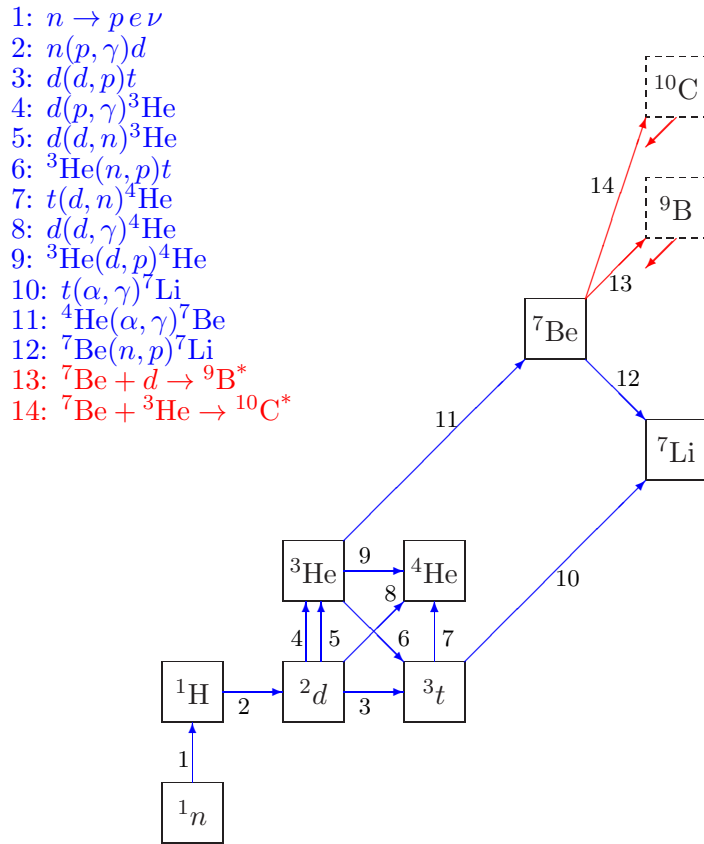 1: n → p e ν
2: n(p, γ)d
3: d(d, p)t
4: d(p, γ)³He
5: d(d, n)³He
6: ³He(n, p)t
7: t(d, n)⁴He
8: d(d, γ)⁴He
9: ³He(d, p)⁴He
10: t(α, γ)⁷Li
11: ⁴He(α, γ)⁷Be
12: ⁷Be(n, p)⁷Li
13: ⁷Be + d → ⁹B*
14: ⁷Be + ³He → ¹⁰C*
¹⁰C
14
⁹B
13
⁷Be
12
11
⁷Li
³He
9
⁴He
10
8
4
5
6
7
¹H
2
²d
3
³t
1
¹n